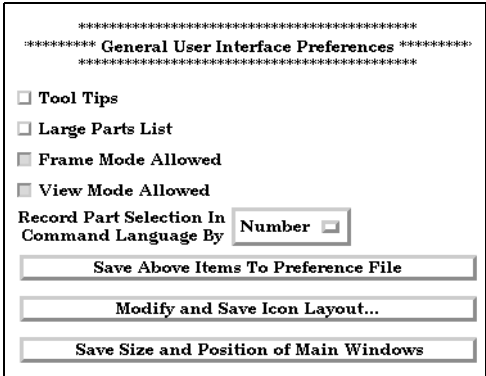 *******************************************
********* General User Interface Preferences *********
*******************************************
Tool Tips
Large Parts List
Frame Mode Allowed
View Mode Allowed
Record Part Selection In
Command Language By
Number
Save Above Items To Preference File
Modify and Save Icon Layout...
Save Size and Position of Main Windows